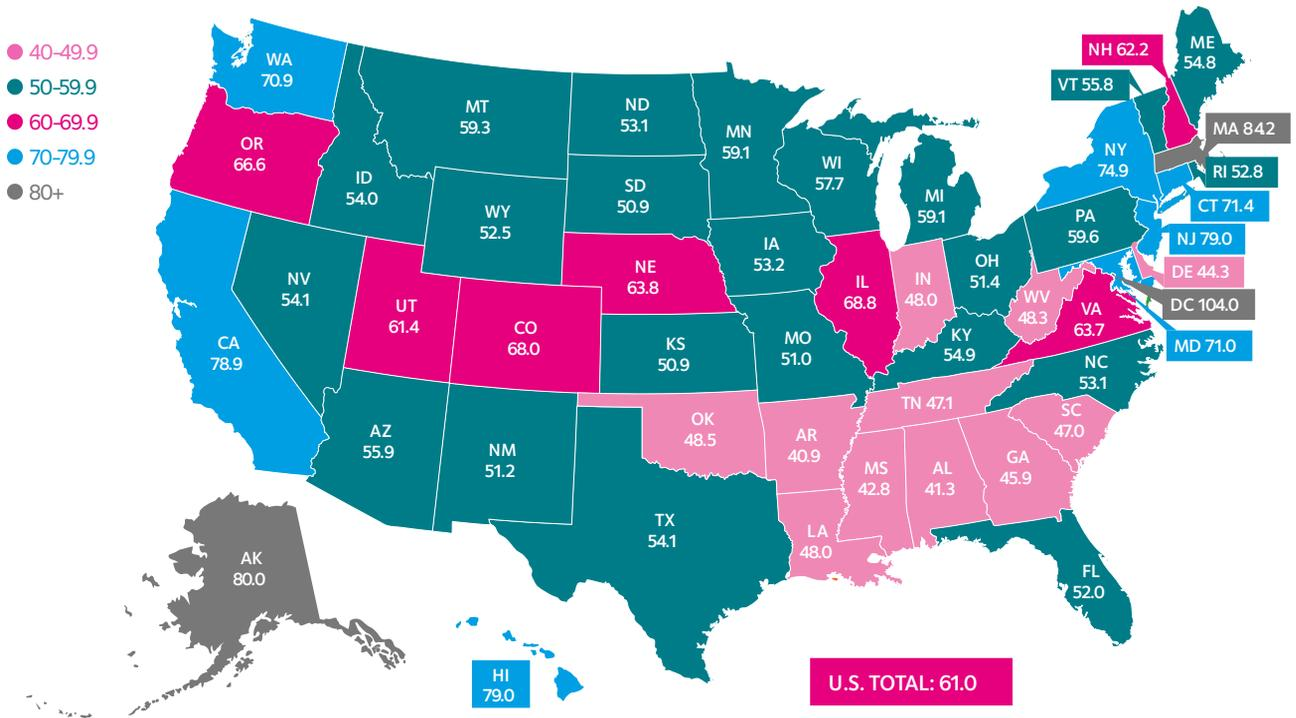 40-49.9
50-59.9
60-69.9
70-79.9
80+
WA
70.9
OR
66.6
CA
78.9
ID
54.0
NV
54.1
MT
59.3
WY
52.5
UT
61.4
CO
68.0
AZ
55.9
NM
51.2
ND
53.1
SD
50.9
NE
63.8
KS
50.9
OK
48.5
TX
54.1
MN
59.1
IA
53.2
MO
51.0
AR
40.9
LA
48.0
WI
57.7
IL
68.8
MI
59.1
IN
48.0
OH
51.4
KY
54.9
TN 47.1
MS
42.8
AL
41.3
GA
45.9
FL
52.0
SC
47.0
NC
53.1
VA
63.7
WV
48.3
PA
59.6
NY
74.9
ME
54.8
NH 62.2
VT 55.8
MA 84.2
RI 52.8
CT 71.4
NJ 79.0
DE 44.3
DC 104.0
MD 71.0
AK
80.0
HI
79.0
U.S. TOTAL: 61.0